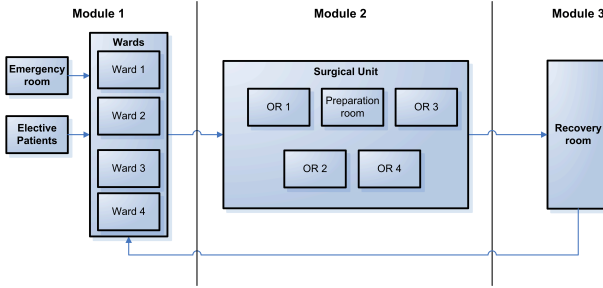 Module 1
Module 2
Module 3
Wards
Emergency
room
Elective
Patients
Ward 1
Ward 2
Ward 3
Ward 4
Surgical Unit
OR 1
Preparation
room
OR 3
OR 2
OR 4
Recovery
room